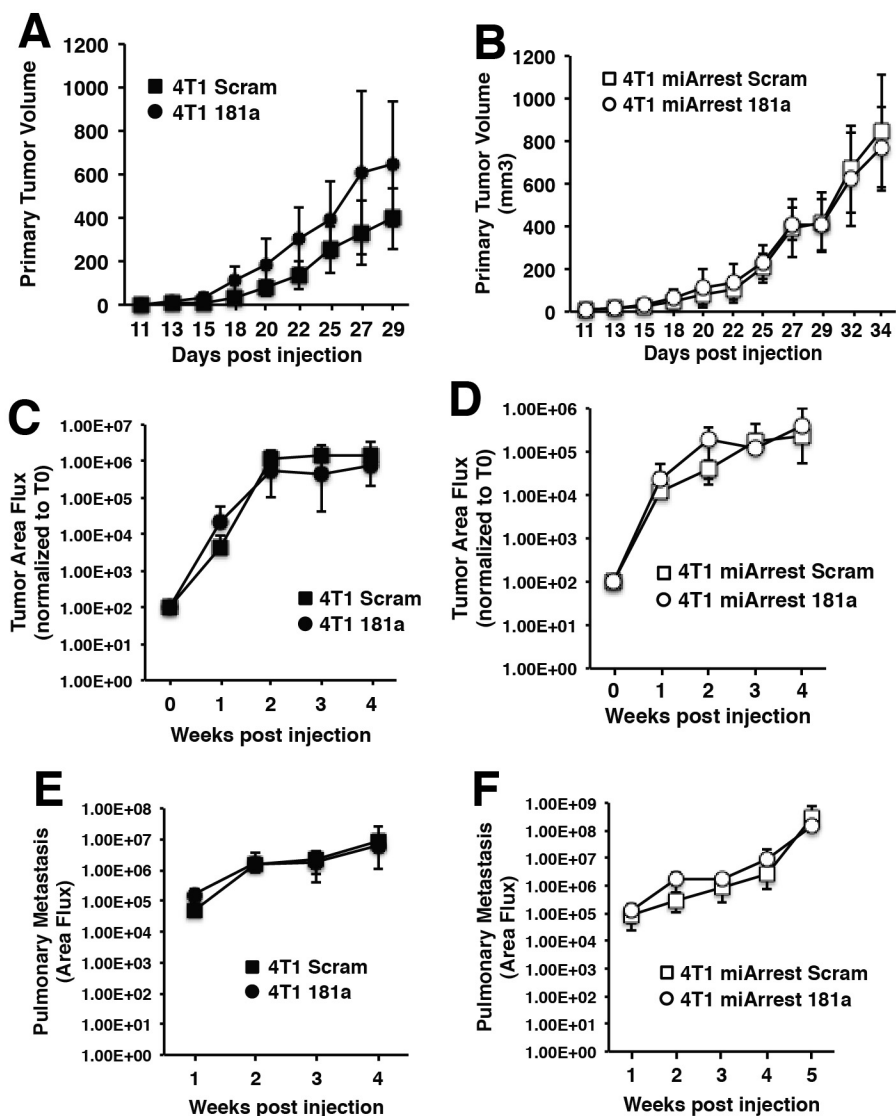 A
Primary Tumor Volume
1200
1000
800
600
400
200
0
4T1 Scram
4T1 181a
11 13 15 18 20 22 25 27 29
Days post injection
B
Primary Tumor Volume
(mm3)
1200
1000
800
600
400
200
0
4T1 miArrest Scram
4T1 miArrest 181a
11 13 15 18 20 22 25 27 29 32 34
Days post injection
C
Tumor Area Flux
(normalized to T0)
1.00E+07
1.00E+06
1.00E+05
1.00E+04
1.00E+03
1.00E+02
1.00E+01
1.00E+00
4T1 Scram
4T1 181a
0 1 2 3 4
Weeks post injection
D
Tumor Area Flux
(normalized to T0)
1.00E+06
1.00E+05
1.00E+04
1.00E+03
1.00E+02
1.00E+01
1.00E+00
4T1 miArrest Scram
4T1 miArrest 181a
0 1 2 3 4
Weeks post injection
E
Pulmonary Metastasis
(Area Flux)
1.00E+08
1.00E+07
1.00E+06
1.00E+05
1.00E+04
1.00E+03
1.00E+02
1.00E+01
1.00E+00
4T1 Scram
4T1 181a
1 2 3 4
Weeks post injection
F
Pulmonary Metastasis
(Area Flux)
1.00E+09
1.00E+08
1.00E+07
1.00E+06
1.00E+05
1.00E+04
1.00E+03
1.00E+02
1.00E+01
1.00E+00
4T1 miArrest Scram
4T1 miArrest 181a
1 2 3 4 5
Weeks post injection